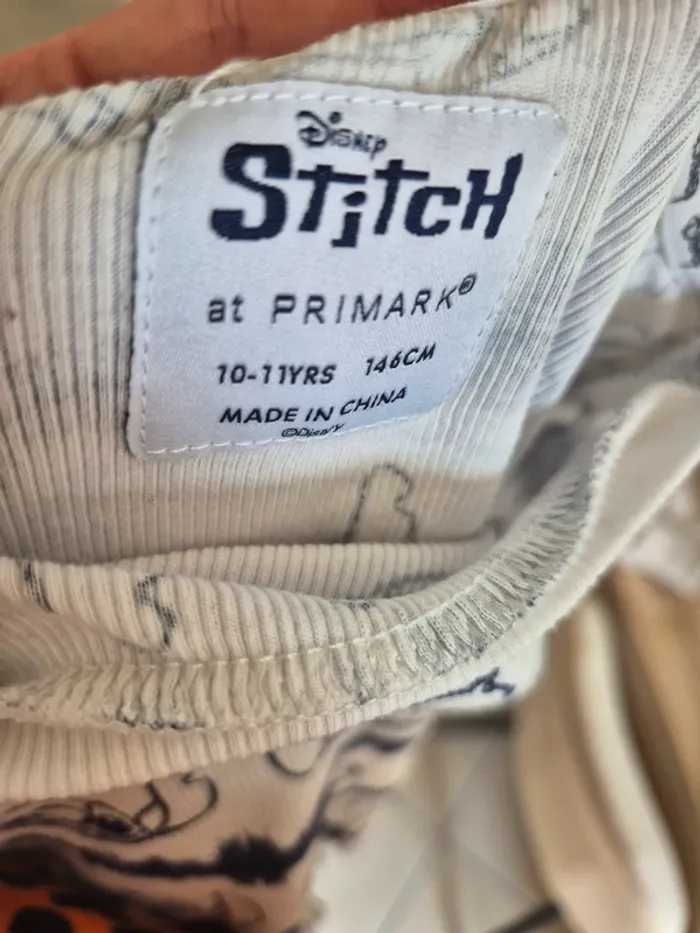 Disney
STiTCH
at PRIMARK®
10-11YRS 146CM
MADE IN CHINA
©Disney